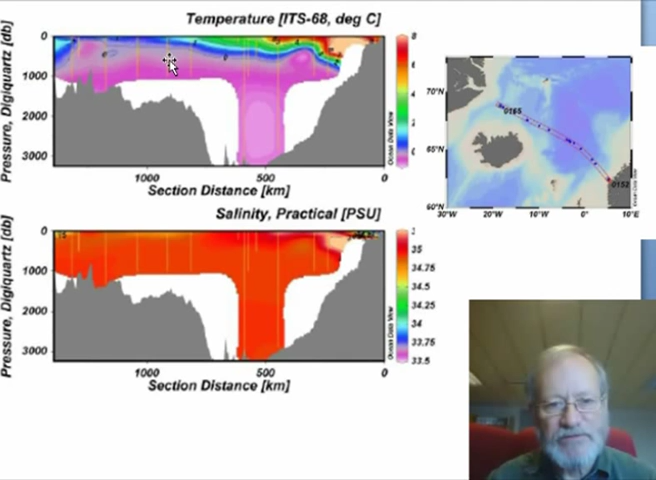 Temperature [ITS-68, deg C]
Pressure, Digiquartz [db]
0
1000
2000
3000
1000
500
0
Section Distance [km]
8
6
4
2
0
Ocean Data View
Salinity, Practical [PSU]
Pressure, Digiquartz [db]
0
1000
2000
3000
1000
500
0
Section Distance [km]
35
34.75
34.5
34.25
34
33.75
33.5
Ocean Data View
70°N
65°N
60°N
30°W
20°W
10°W
0°
10°E
0165
0152
Ocean Data View